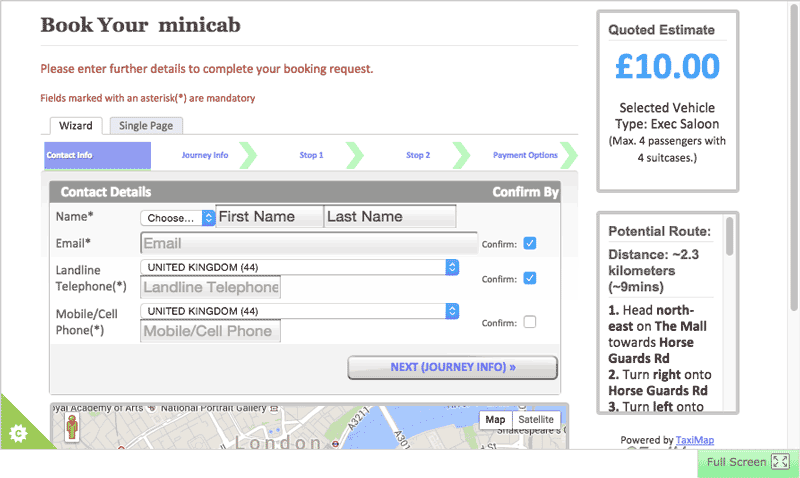 Book Your minicab
Please enter further details to complete your booking request.
Fields marked with an asterisk(*) are mandatory
Wizard
Single Page
Contact Info
Journey Info
Stop 1
Stop 2
Payment Options
Contact Details
Confirm By
Name*
Choose...
First Name
Last Name
Email*
Email
Confirm:
Landline
Telephone(*)
UNITED KINGDOM (44)
Landline Telephone
Confirm:
Mobile/Cell
Phone(*)
UNITED KINGDOM (44)
Mobile/Cell Phone
Confirm:
NEXT (JOURNEY INFO) »
yal Academy of Arts
National Portrait Gallery
A3211
A3200
London
Shakespeare's G
Map
Satellite
Quoted Estimate
£10.00
Selected Vehicle
Type: Exec Saloon
(Max. 4 passengers with
4 suitcases.)
Potential Route:
Distance: ~2.3
kilometers
(~9mins)
1. Head north-
east on The Mall
towards Horse
Guards Rd
2. Turn right onto
Horse Guards Rd
3. Turn left onto
Powered by TaxiMap
Full Screen